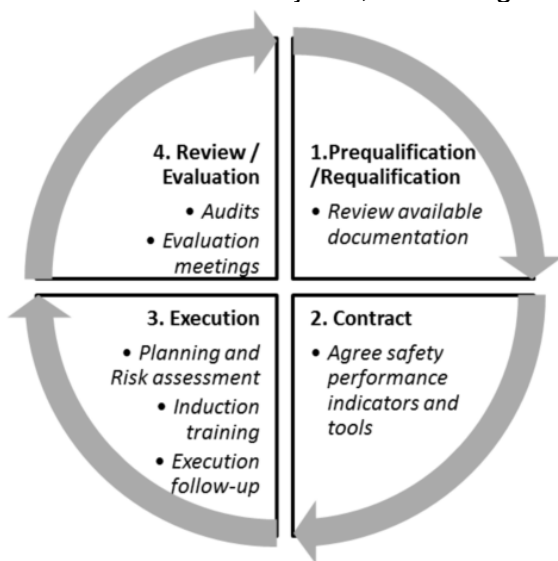 4. Review /
Evaluation
• Audits
• Evaluation
meetings
1.Prequalification
/Requalification
• Review available
documentation
3. Execution
• Planning and
Risk assessment
• Induction
training
• Execution
follow-up
2. Contract
• Agree safety
performance
indicators and
tools